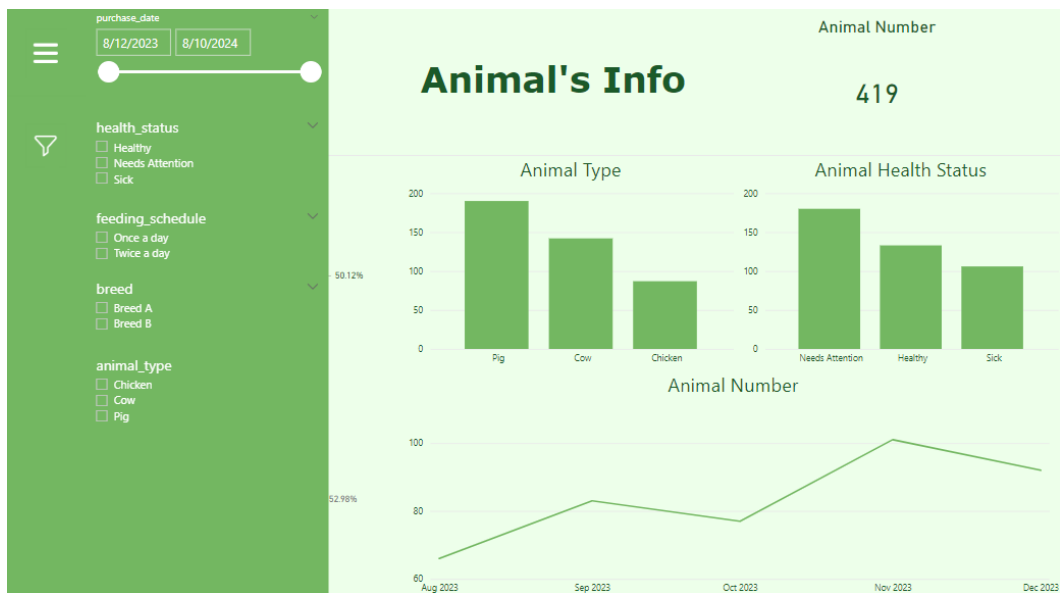 purchase_date
8/12/2023
8/10/2024
health_status
Healthy
Needs Attention
Sick
feeding_schedule
Once a day
Twice a day
breed
Breed A
Breed B
animal_type
Chicken
Cow
Pig
50.12%
52.98%
Animal's Info
Animal Number
419
Animal Type
200
150
100
50
0
Pig Cow Chicken
Animal Health Status
200
150
100
50
0
Needs Attention Healthy Sick
Animal Number
100
80
60
Aug 2023 Sep 2023 Oct 2023 Nov 2023 Dec 2023